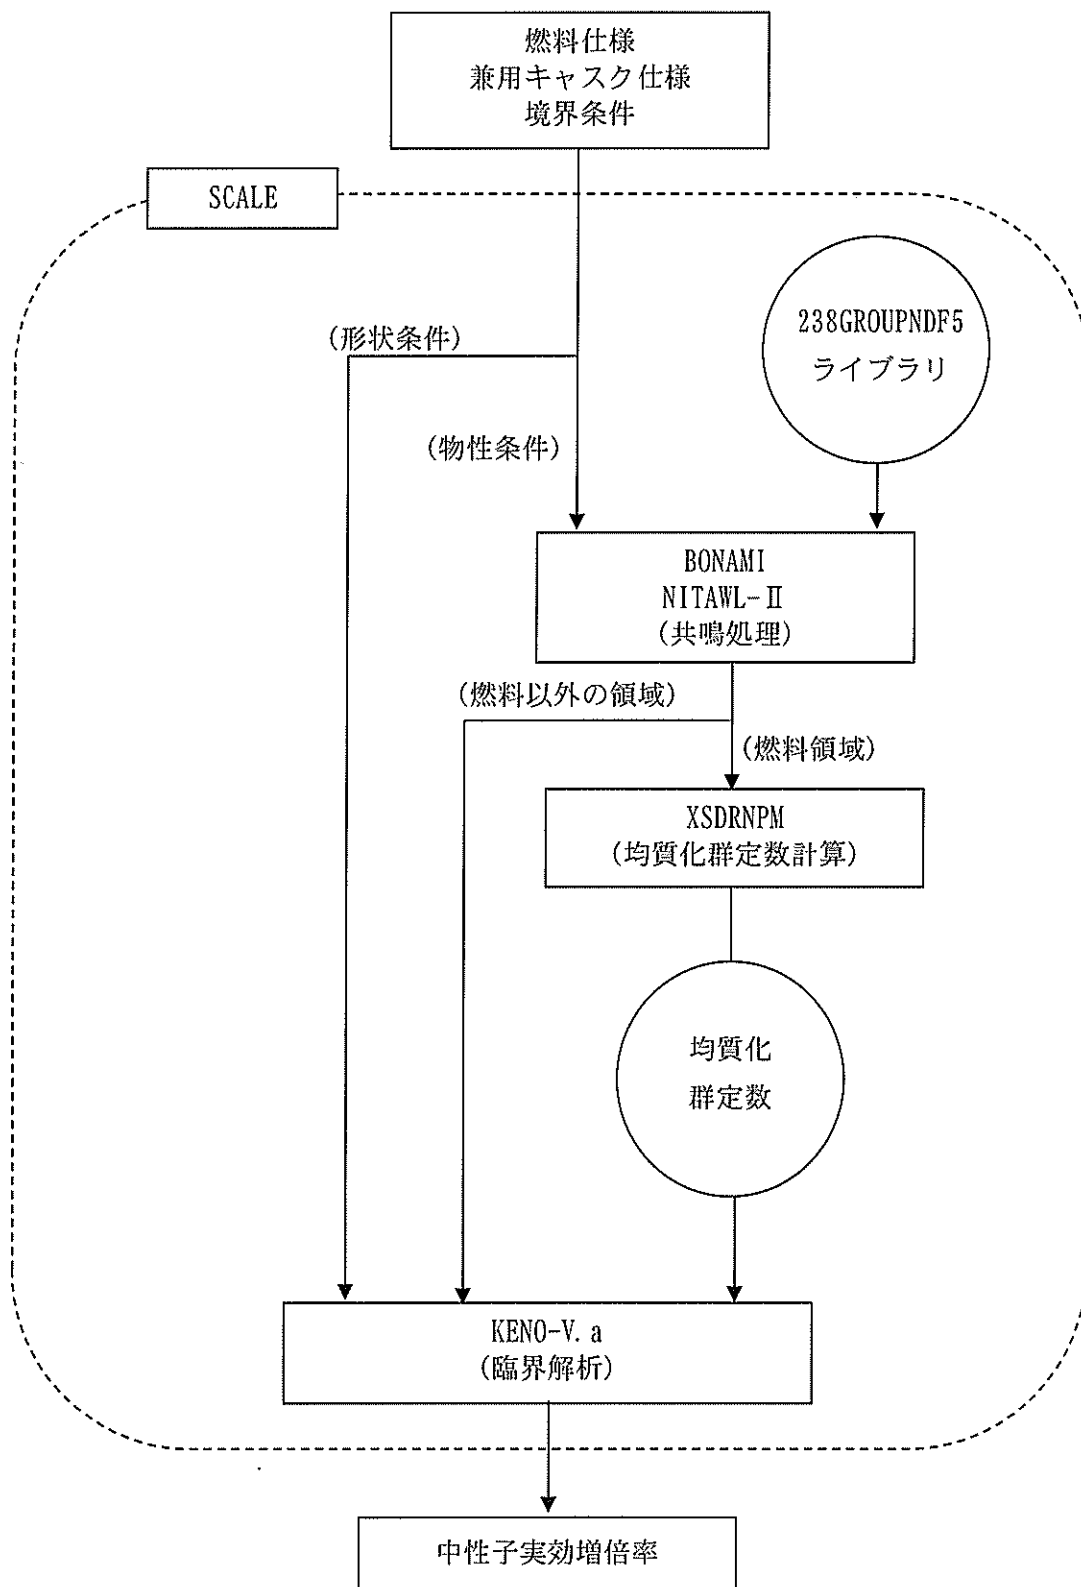 燃料仕様
兼用キャスク仕様
境界条件
SCALE
238GROUPNDF5
ライブラリ
(形状条件)
(物性条件)
BONAMI
NITAWL-Ⅱ
(共鳴処理)
(燃料以外の領域)
(燃料領域)
XSDRNPM
(均質化群定数計算)
均質化
群定数
KENO-V.a
(臨界解析)
中性子実効増倍率